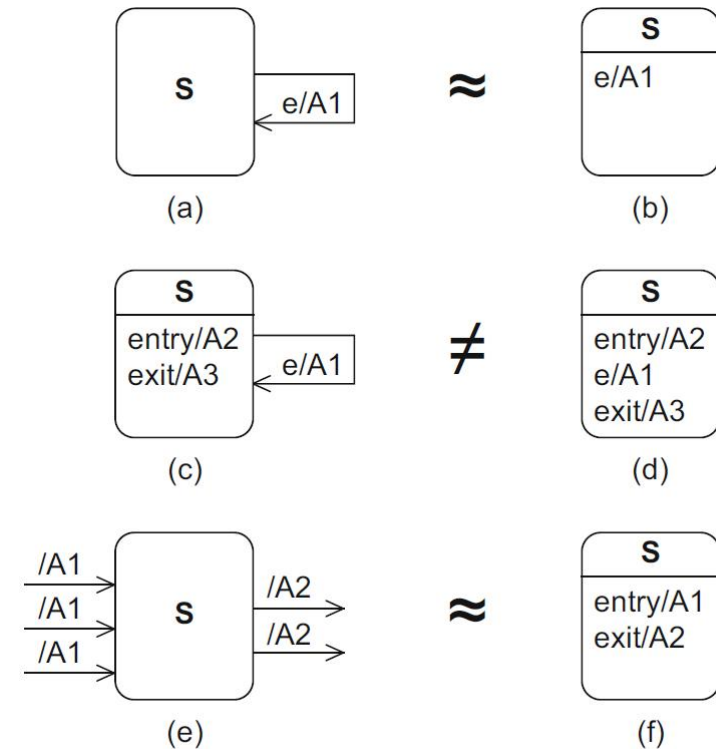 S
e/A1
≈
S
e/A1
(a)
(b)
S
entry/A2
exit/A3
e/A1
≠
S
entry/A2
e/A1
exit/A3
(c)
(d)
/A1
/A1
/A1
S
/A2
/A2
≈
S
entry/A1
exit/A2
(e)
(f)